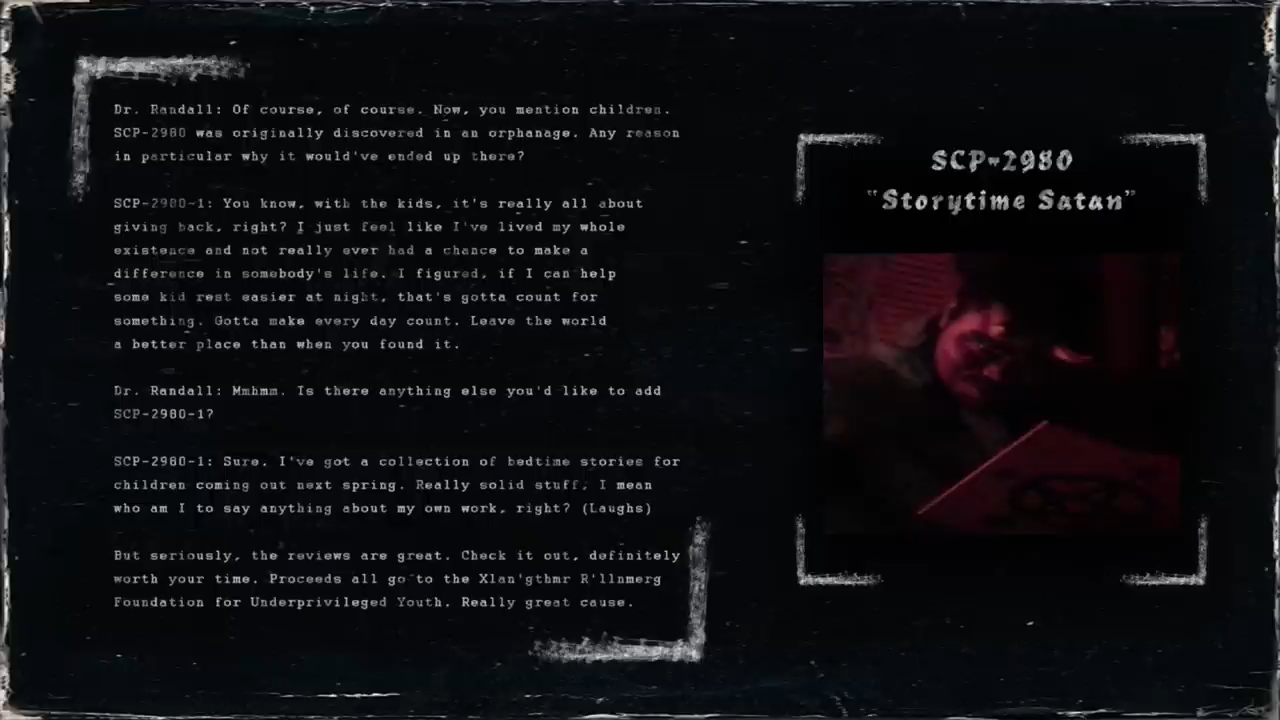 Dr. Randall: Of course, of course. Now, you mention children.
SCP-2980 was originally discovered in an orphanage. Any reason
in particular why it would've ended up there?
SCP-2980-1: You know, with the kids, it's really all about
giving back, right? I just feel like I've lived my whole
existence and not really ever had a chance to make a
difference in somebody's life. I figured, if I can help
some kid rest easier at night, that's gotta count for
something. Gotta make every day count. Leave the world
a better place than when you found it.
Dr. Randall: Mmhmm. Is there anything else you'd like to add
SCP-2980-1?
SCP-2980-1: Sure. I've got a collection of bedtime stories for
children coming out next spring. Really solid stuff, I mean
who am I to say anything about my own work, right? (Laughs)
But seriously, the reviews are great. Check it out, definitely
worth your time. Proceeds all go to the Xlan'gthmr R'llnmerg
Foundation for Underprivileged Youth. Really great cause.
SCP-2980
"Storytime Satan"